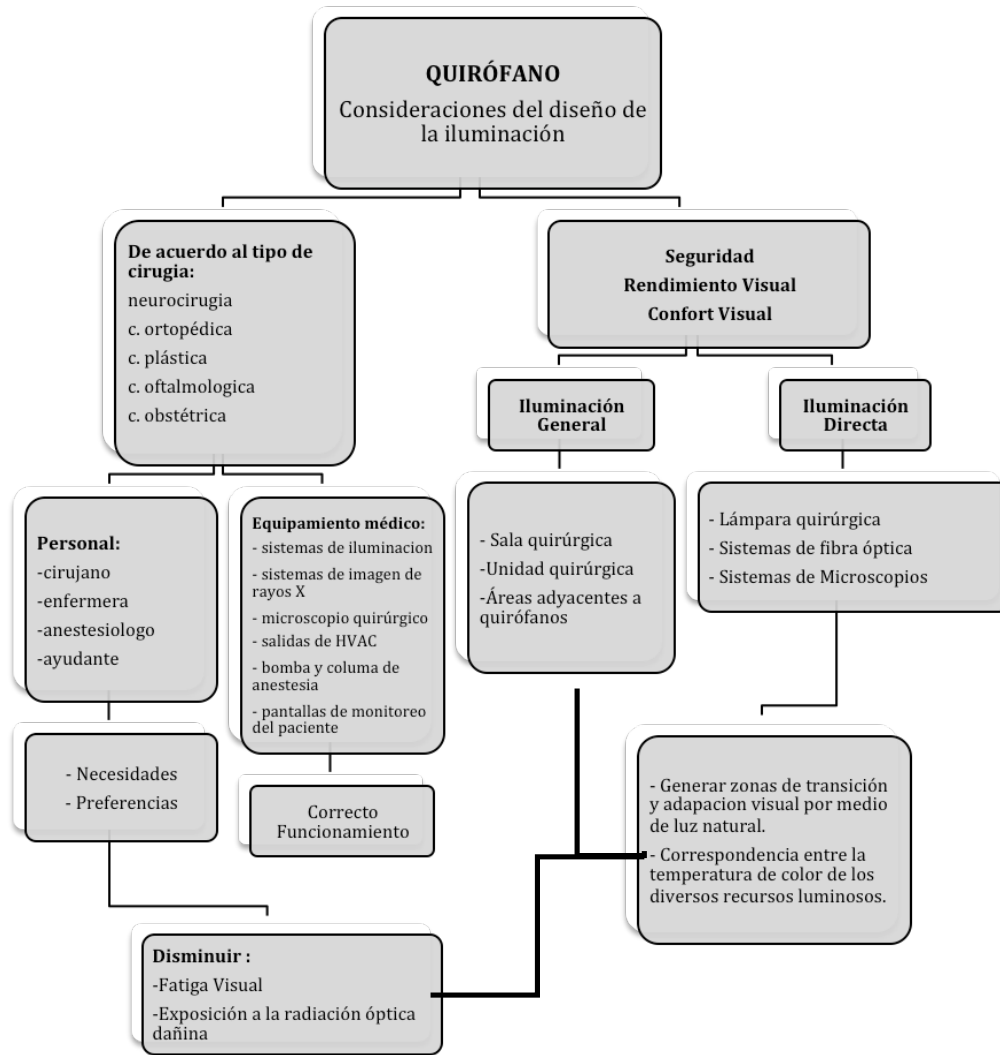 QUIRÓFANO
Consideraciones del diseño de
la iluminación
De acuerdo al tipo de
cirugia:
neurocirugia
c. ortopédica
c. plástica
c. oftalmologica
c. obstétrica
Seguridad
Rendimiento Visual
Confort Visual
Iluminación
General
Iluminación
Directa
Personal:
-cirujano
-enfermera
-anestesiologo
-ayudante
Equipamiento médico:
- sistemas de iluminacion
- sistemas de imagen de
rayos X
- microscopio quirúrgico
- salidas de HVAC
- bomba y columa de
anestesia
- pantallas de monitoreo
del paciente
- Sala quirúrgica
-Unidad quirúrgica
-Áreas adyacentes a
quirófanos
- Lámpara quirúrgica
- Sistemas de fibra óptica
- Sistemas de Microscopios
- Necesidades
- Preferencias
Correcto
Funcionamiento
- Generar zonas de transición
y adapacion visual por medio
de luz natural.
- Correspondencia entre la
temperatura de color de los
diversos recursos luminosos.
Disminuir :
-Fatiga Visual
-Exposición a la radiación óptica
dañina